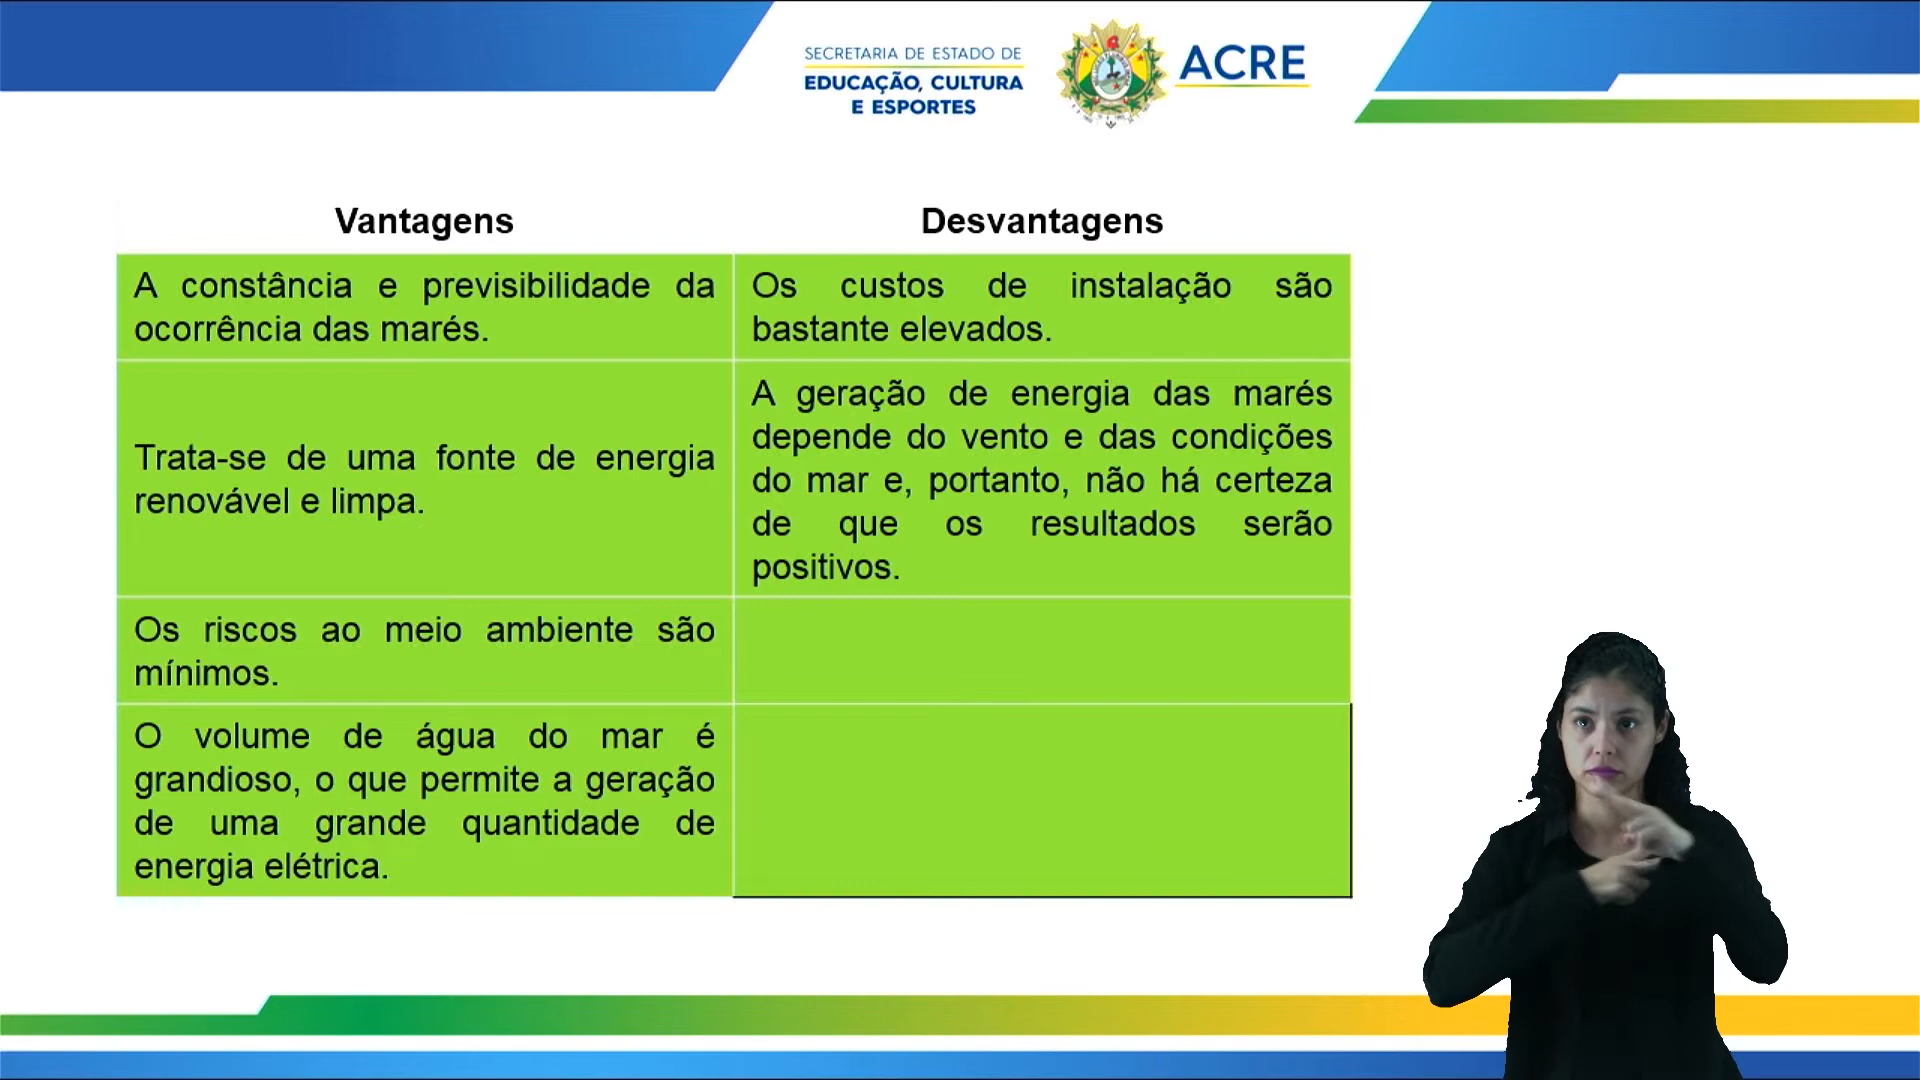 SECRETARIA DE ESTADO DE
EDUCAÇÃO, CULTURA
E ESPORTES
ACRE
Vantagens
Desvantagens
A constância e previsibilidade da
ocorrência das marés.
Os custos de instalação são
bastante elevados.
Trata-se de uma fonte de energia
renovável e limpa.
A geração de energia das marés
depende do vento e das condições
do mar e, portanto, não há certeza
de que os resultados serão
positivos.
Os riscos ao meio ambiente são
mínimos.
O volume de água do mar é
grandioso, o que permite a geração
de uma grande quantidade de
energia elétrica.